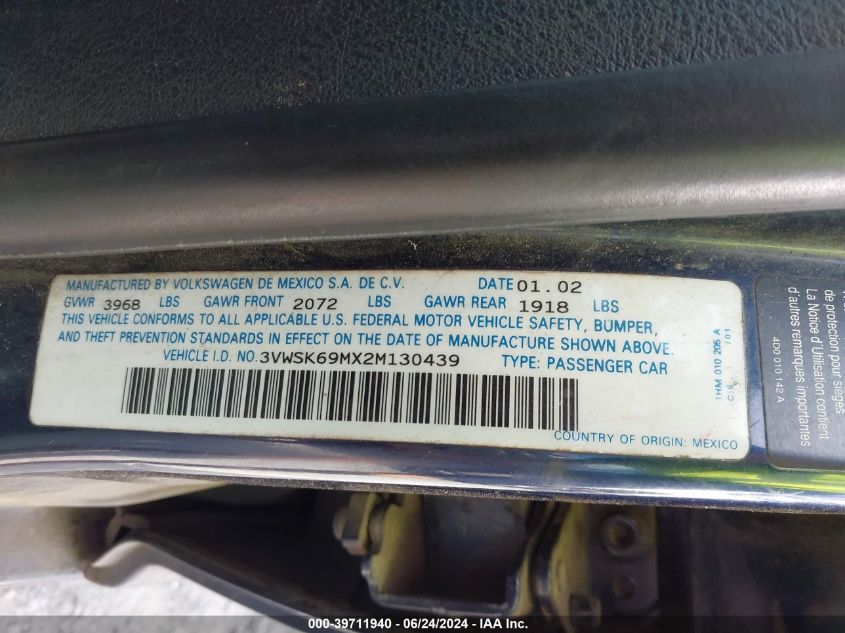 MANUFACTURED BY VOLKSWAGEN DE MEXICO S.A. DE C.V. DATE 01.02
GVWR 3968 LBS GAWR FRONT 2072 LBS GAWR REAR 1918 LBS
THIS VEHICLE CONFORMS TO ALL APPLICABLE U.S. FEDERAL MOTOR VEHICLE SAFETY, BUMPER,
AND THEFT PREVENTION STANDARDS IN EFFECT ON THE DATE OF MANUFACTURE SHOWN ABOVE.
VEHICLE I.D. NO. 3VWSK69MX2M130439 TYPE: PASSENGER CAR
COUNTRY OF ORIGIN: MEXICO
1HM 010 205 A
de protection pour sièges
La Notice d'Utilisation contient
d'autres remarques importantes
4D0 010 142 A
000-39711940 - 06/24/2024 - IAA Inc.